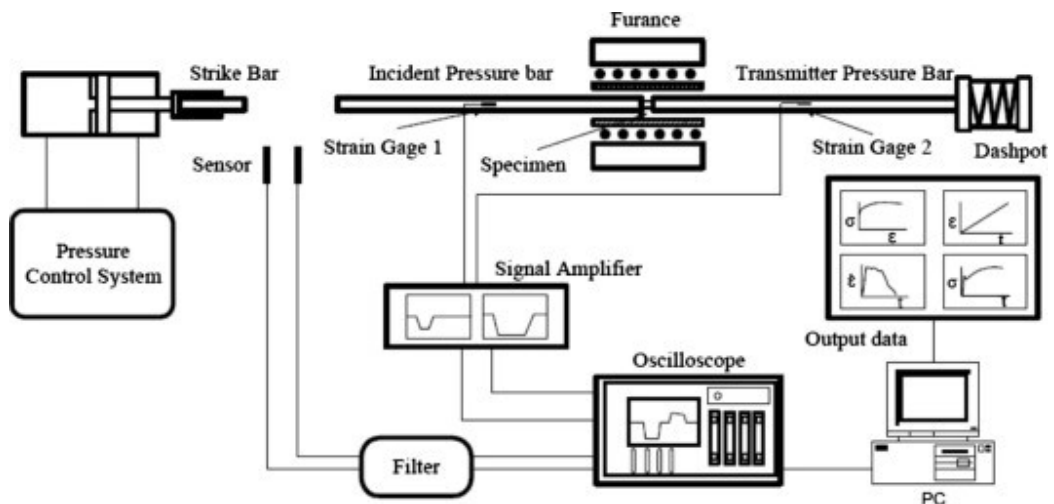 Furance
Strike Bar
Incident Pressure bar
Transmitter Pressure Bar
Strain Gage 1
Specimen
Strain Gage 2
Dashpot
Sensor
Pressure
Control System
σ
ε
ε
t
ε̇
t
σ
t
Signal Amplifier
Output data
Oscilloscope
Filter
PC